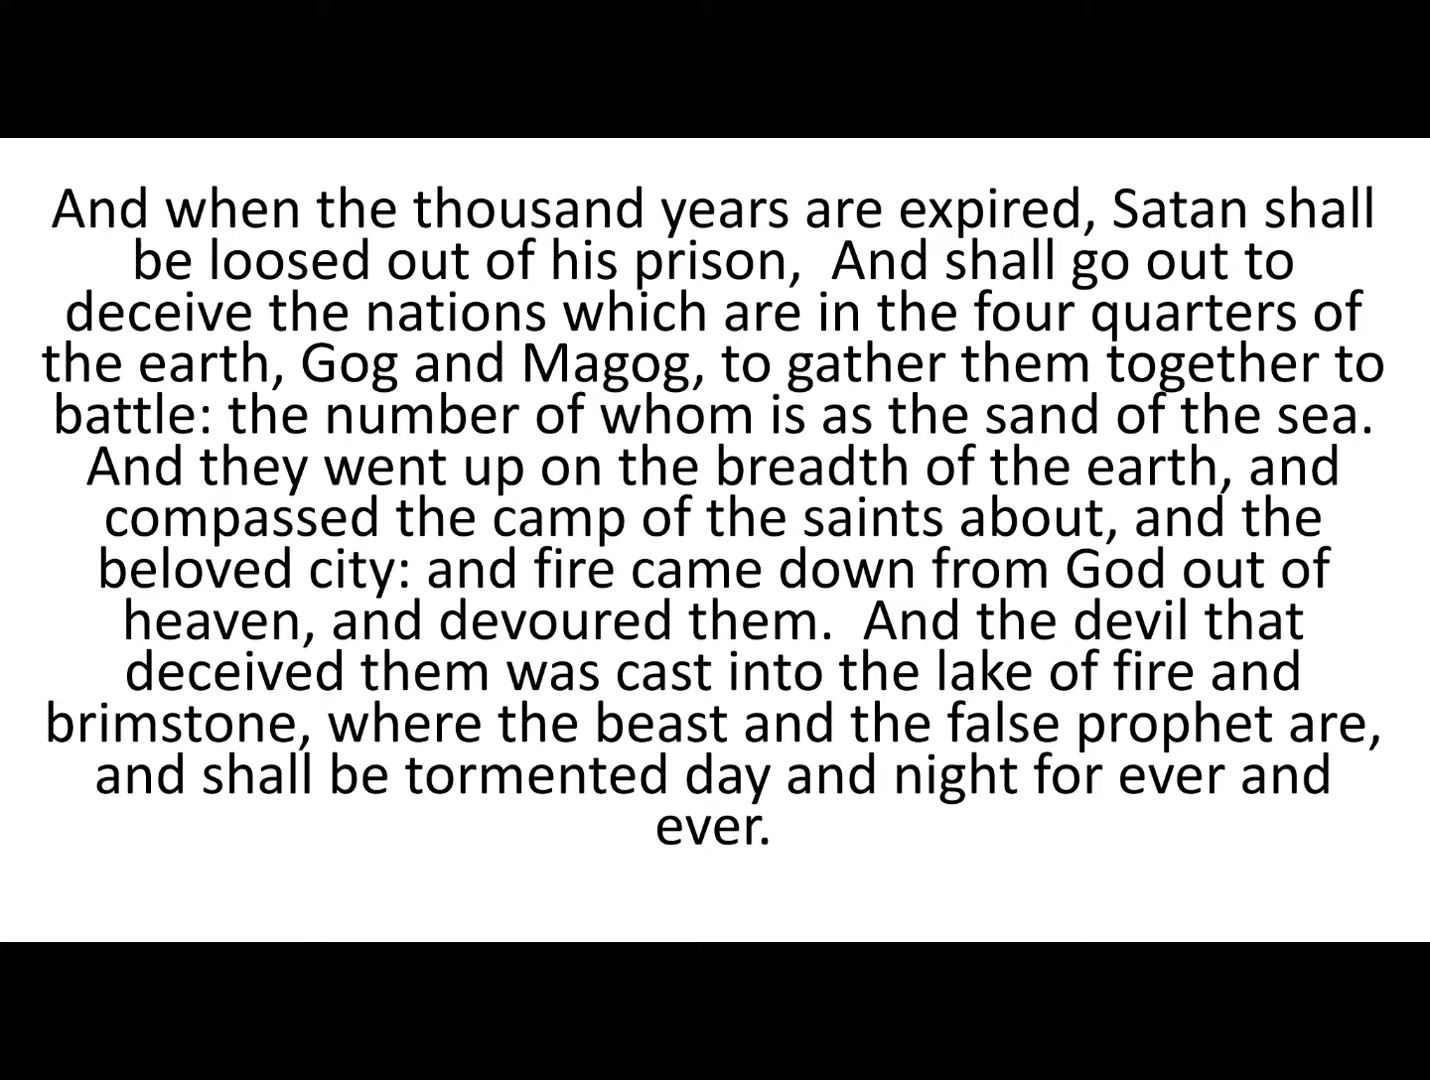 And when the thousand years are expired, Satan shall
be loosed out of his prison,  And shall go out to
deceive the nations which are in the four quarters of
the earth, Gog and Magog, to gather them together to
battle: the number of whom is as the sand of the sea.
And they went up on the breadth of the earth, and
compassed the camp of the saints about, and the
beloved city: and fire came down from God out of
heaven, and devoured them.  And the devil that
deceived them was cast into the lake of fire and
brimstone, where the beast and the false prophet are,
and shall be tormented day and night for ever and
ever.